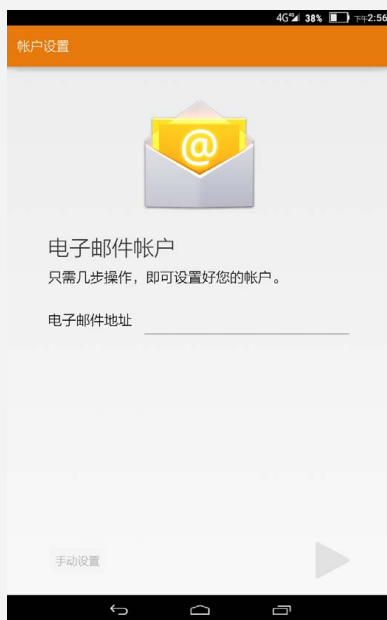 4G 38% 下午2:56
帐户设置
@
电子邮件帐户
只需几步操作，即可设置好您的帐户。
电子邮件地址
手动设置